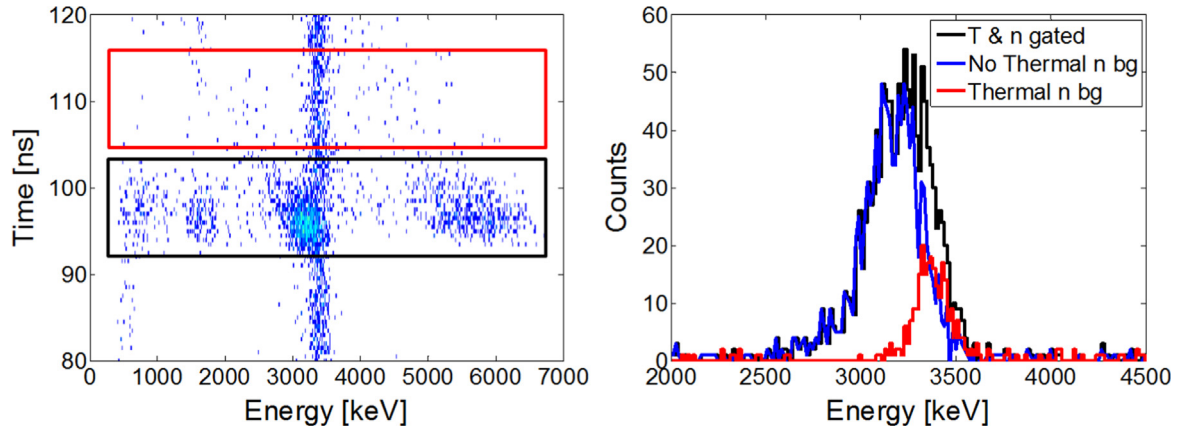 120
110
100
90
80
Time [ns]
0 1000 2000 3000 4000 5000 6000 7000
Energy [keV]
60
50
40
30
20
10
0
Counts
T & n gated
No Thermal n bg
Thermal n bg
2000 2500 3000 3500 4000 4500
Energy [keV]